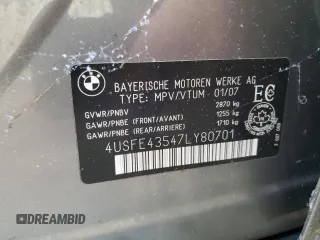 BMW
BAYERISCHE MOTOREN WERKE AG
TYPE: MPV/VTUM 01/07
GVWR/PNBV 2870 kg
GAWR/PNBE (FRONT/AVANT) 1255 kg
GAWR/PNBE (REAR/ARRIERE) 1710 kg
EC
4USFE43547LY80701